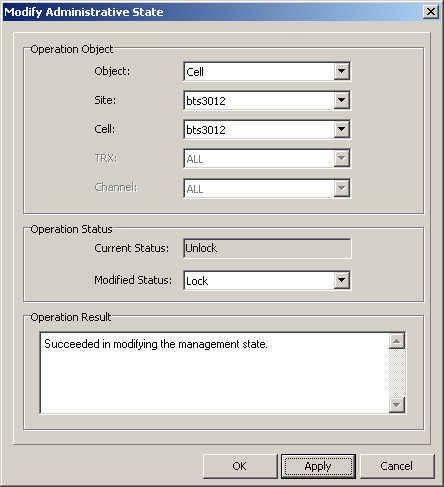 Modify Administrative State
Operation Object
Object: Cell
Site: bts3012
Cell: bts3012
TRX: ALL
Channel: ALL
Operation Status
Current Status: Unlock
Modified Status: Lock
Operation Result
Succeeded in modifying the management state.
OK Apply Cancel